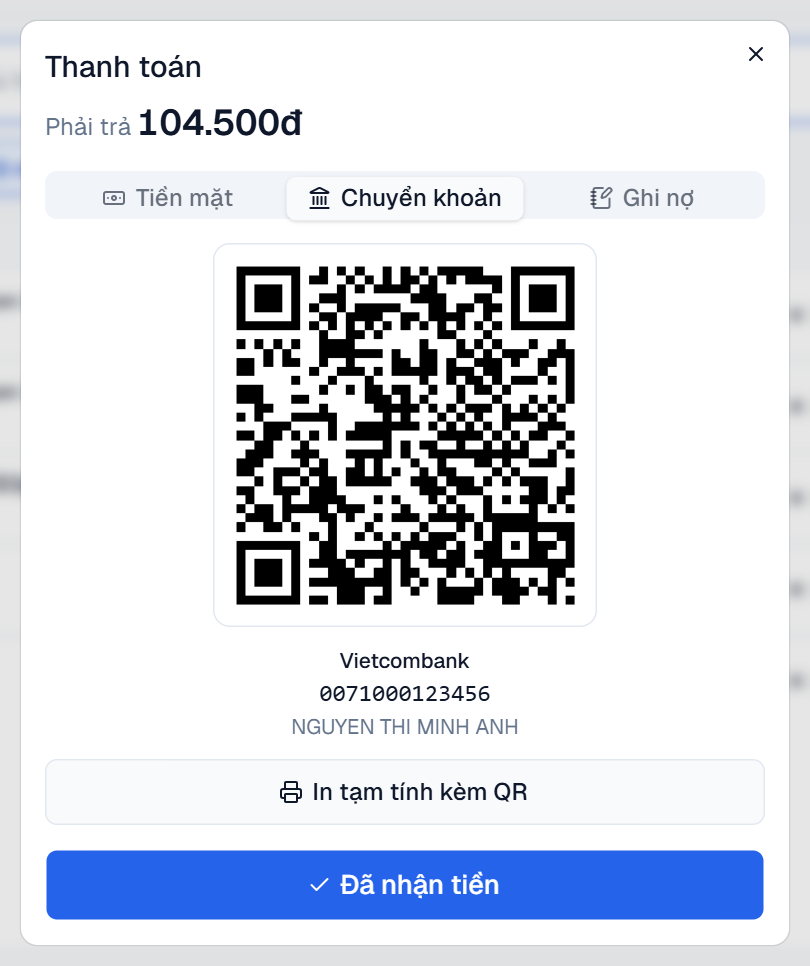 Thanh toán
Phải trả 104.500đ
Tiền mặt
Chuyển khoản
Ghi nợ
Vietcombank
0071000123456
NGUYEN THI MINH ANH
In tạm tính kèm QR
Đã nhận tiền